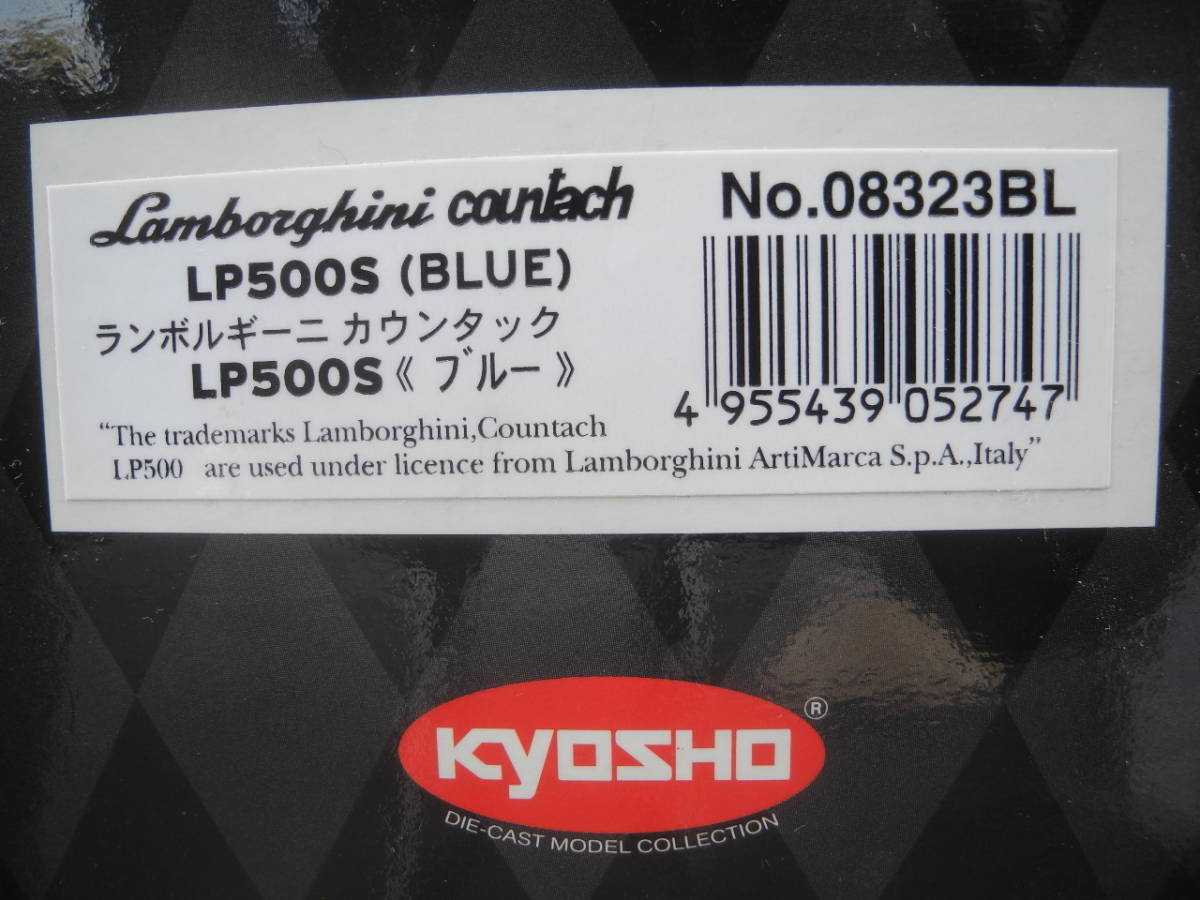 Lamborghini countach
LP500S (BLUE)
ランボルギーニ カウンタック
LP500S《 ブルー 》
No.08323BL
4 955439 052747
“The trademarks Lamborghini,Countach
LP500 are used under licence from Lamborghini ArtiMarca S.p.A.,Italy”
KYOSHO ®
DIE-CAST MODEL COLLECTION